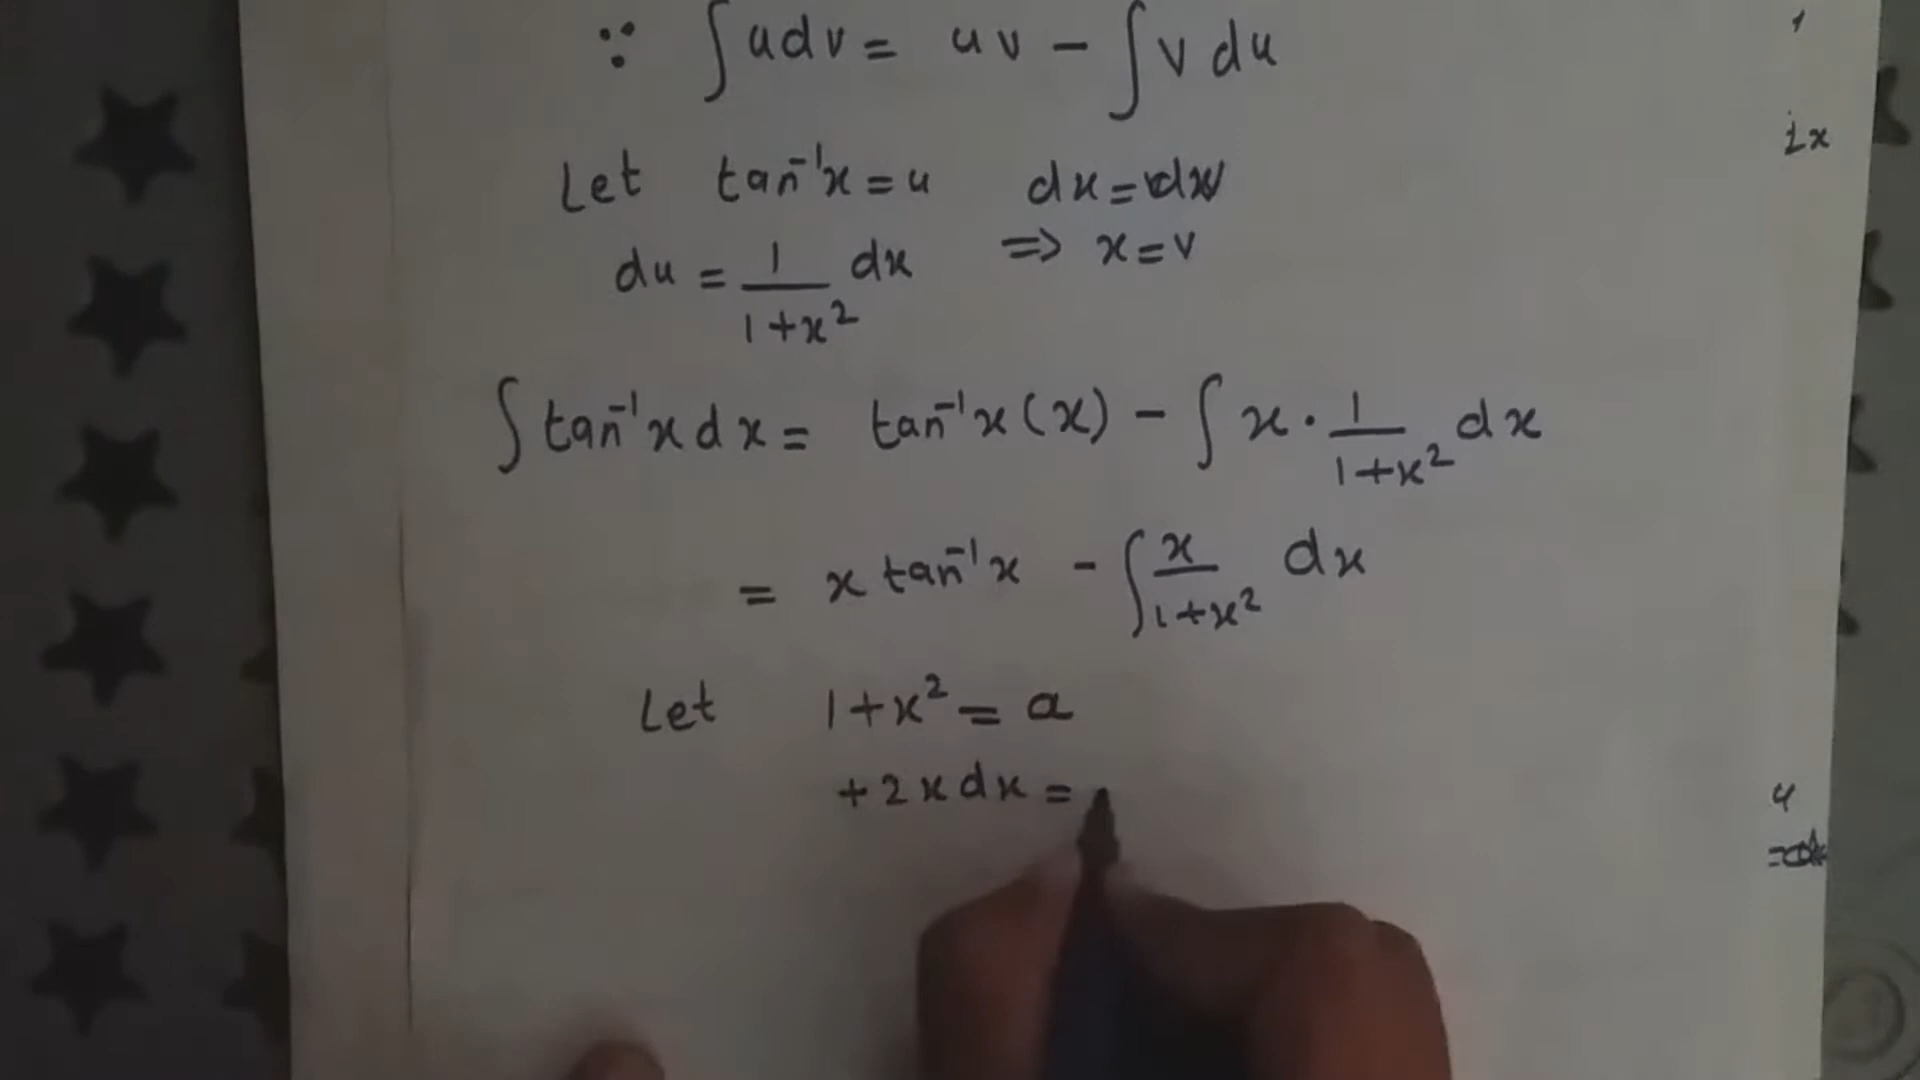 ∵ ∫ u dv = uv - ∫ v du
Let tan⁻¹x = u dx = dv
du = 1/(1+x²) dx ⇒ x = v
∫ tan⁻¹x dx = tan⁻¹x (x) - ∫ x · 1/(1+x²) dx
= x tan⁻¹x - ∫ x/(1+x²) dx
Let 1+x² = a
+2x dx =